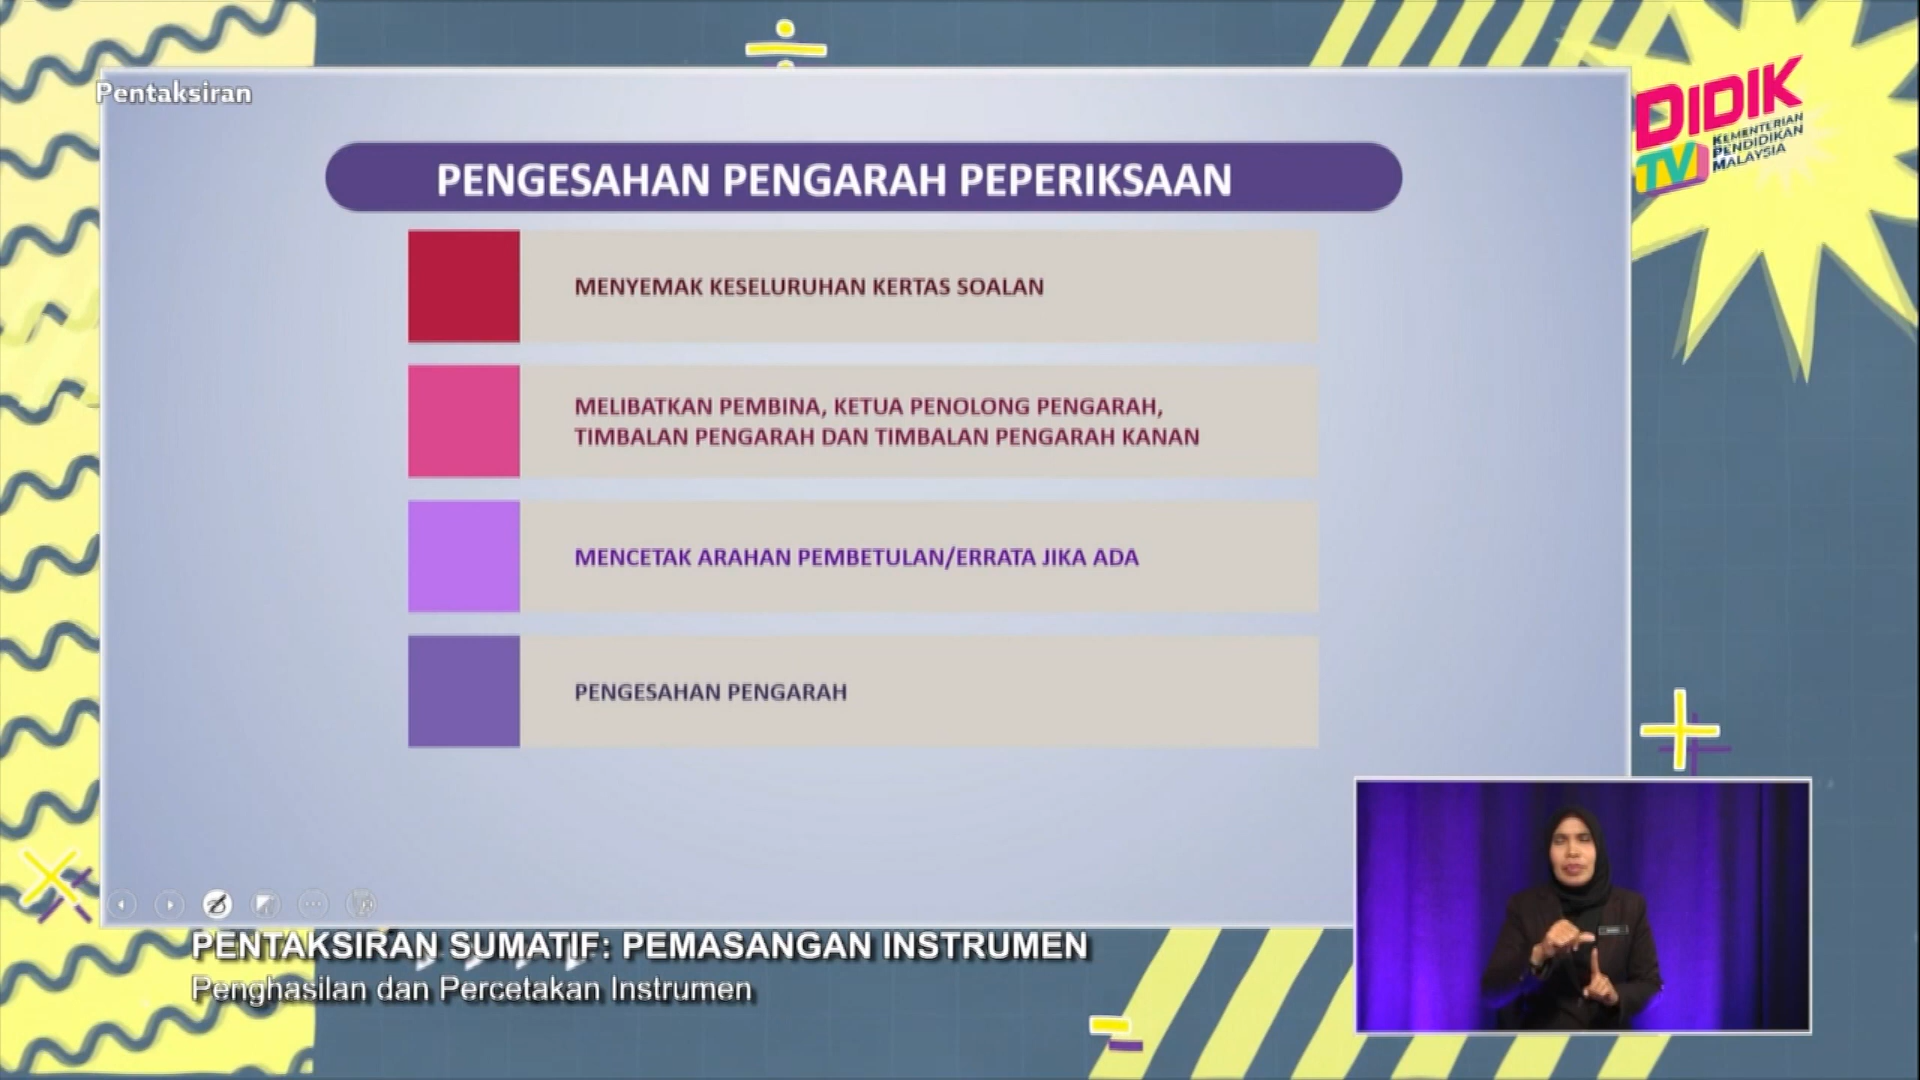 Pentaksiran
DIDIK
TV
KEMENTERIAN
PENDIDIKAN
MALAYSIA
PENGESAHAN PENGARAH PEPERIKSAAN
MENYEMAK KESELURUHAN KERTAS SOALAN
MELIBATKAN PEMBINA, KETUA PENOLONG PENGARAH,
TIMBALAN PENGARAH DAN TIMBALAN PENGARAH KANAN
MENCETAK ARAHAN PEMBETULAN/ERRATA JIKA ADA
PENGESAHAN PENGARAH
PENTAKSIRAN SUMATIF: PEMASANGAN INSTRUMEN
Penghasilan dan Percetakan Instrumen